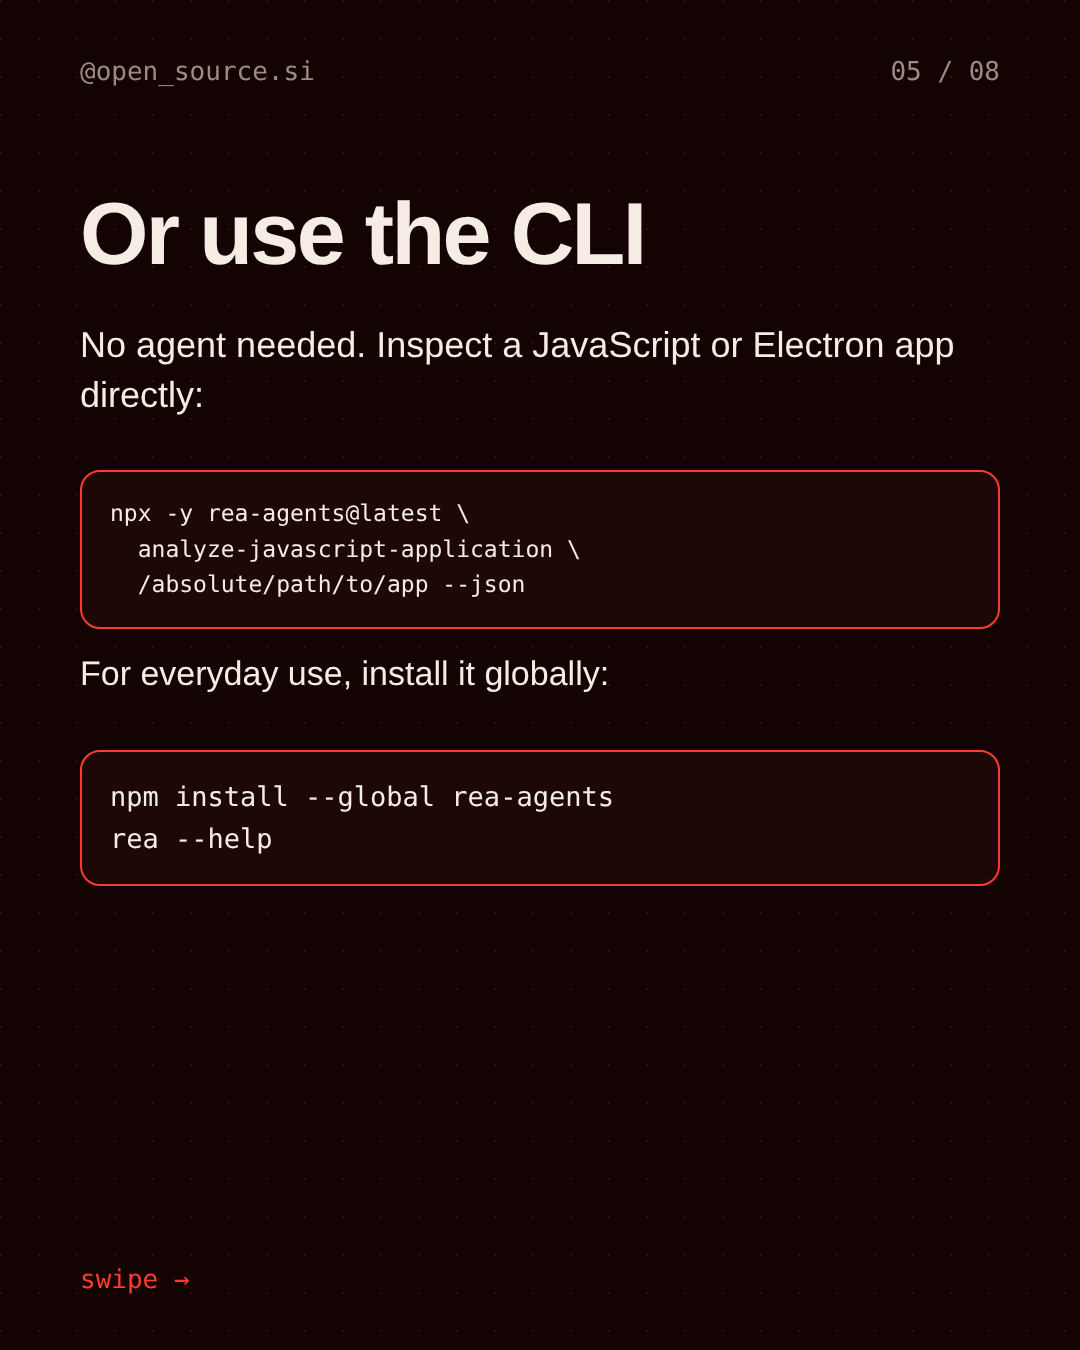 @open_source.si
05 / 08
Or use the CLI
No agent needed. Inspect a JavaScript or Electron app
directly:
npx -y rea-agents@latest \
  analyze-javascript-application \
  /absolute/path/to/app --json
For everyday use, install it globally:
npm install --global rea-agents
rea --help
swipe →